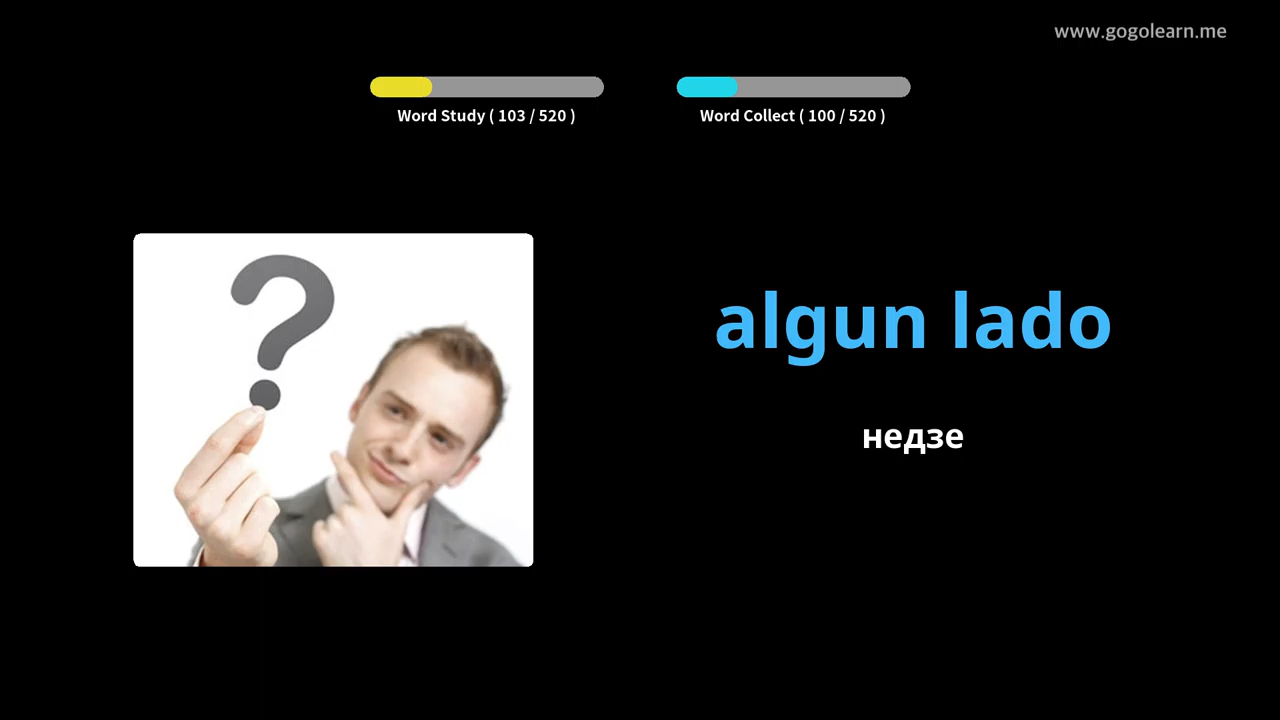 www.gogolearn.me
Word Study ( 103 / 520 )
Word Collect ( 100 / 520 )
?
algun lado
недзе